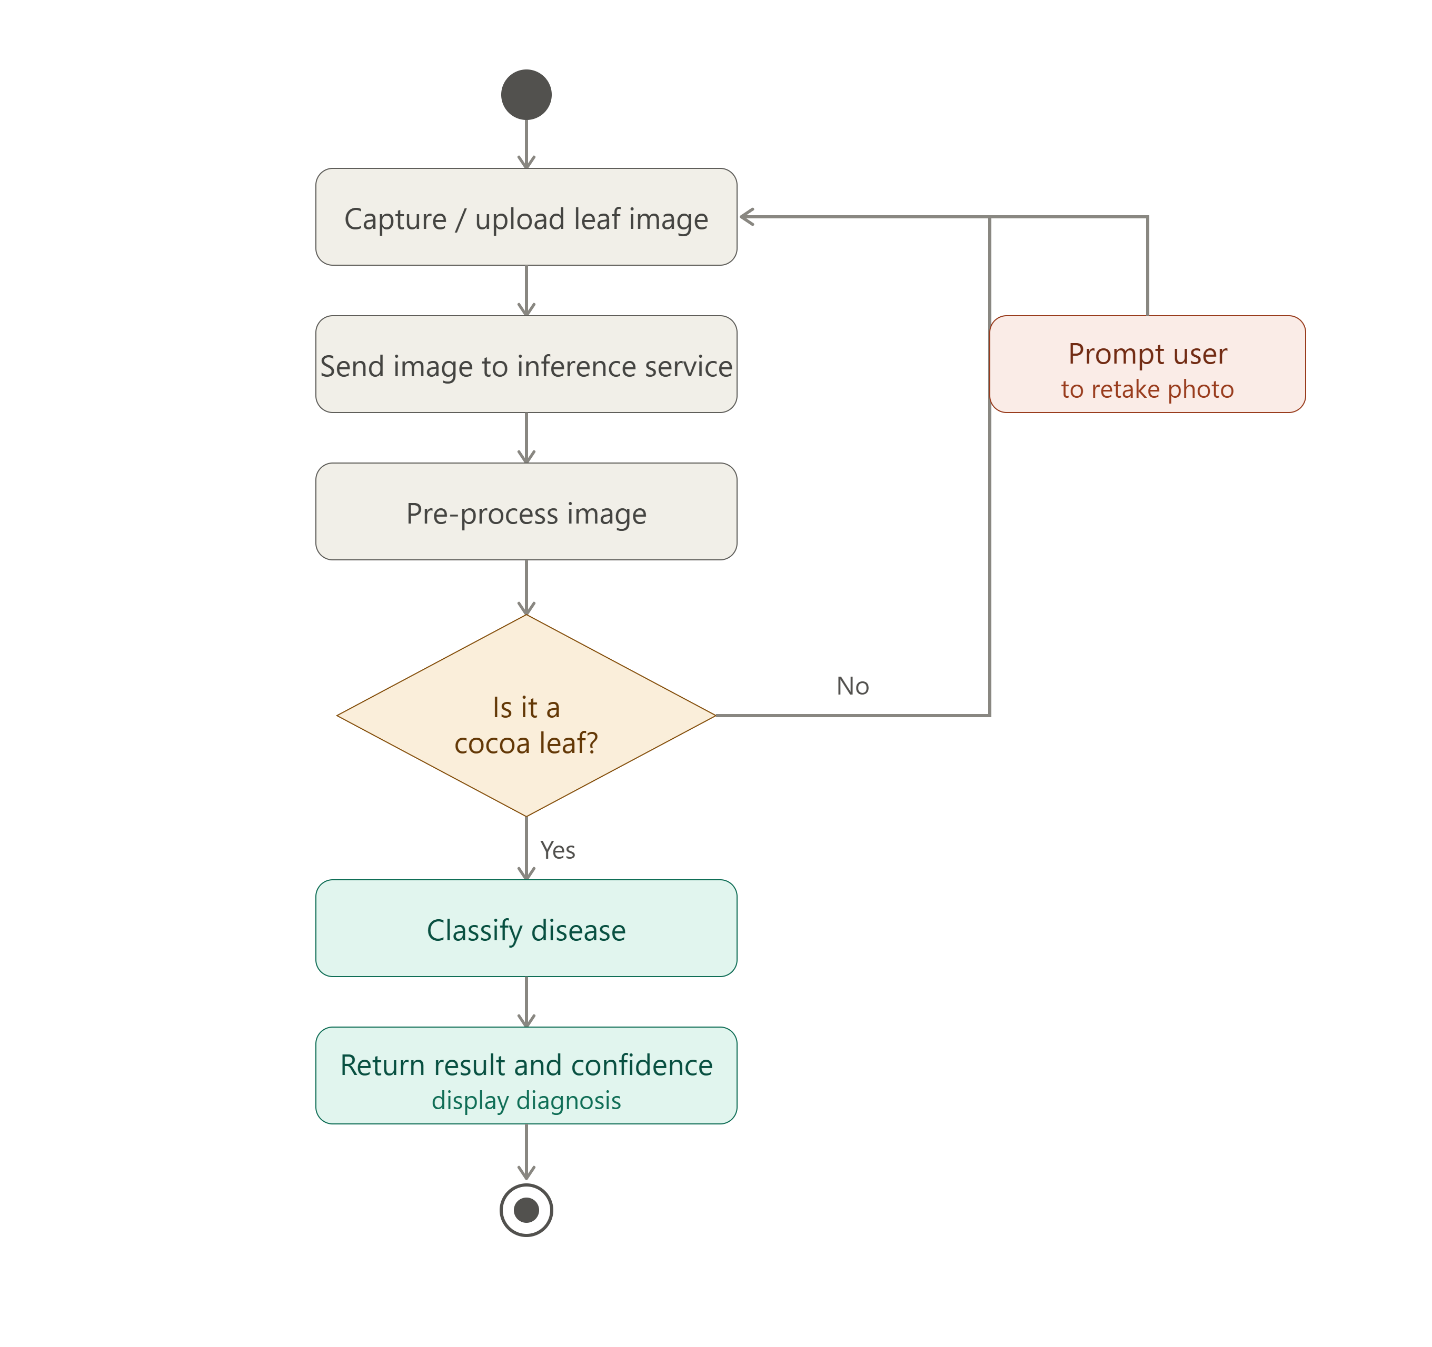 Capture / upload leaf image
Send image to inference service
Prompt user
to retake photo
Pre-process image
No
Is it a
cocoa leaf?
Yes
Classify disease
Return result and confidence
display diagnosis